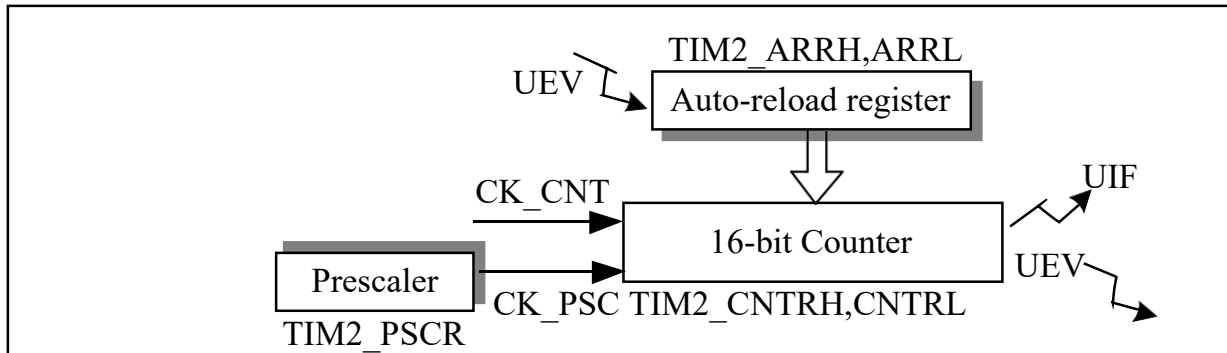 TIM2_ARRH,ARRL
UEV
Auto-reload register
CK_CNT
UIF
16-bit Counter
UEV
Prescaler
CK_PSC TIM2_CNTRH,CNTRL
TIM2_PSCR